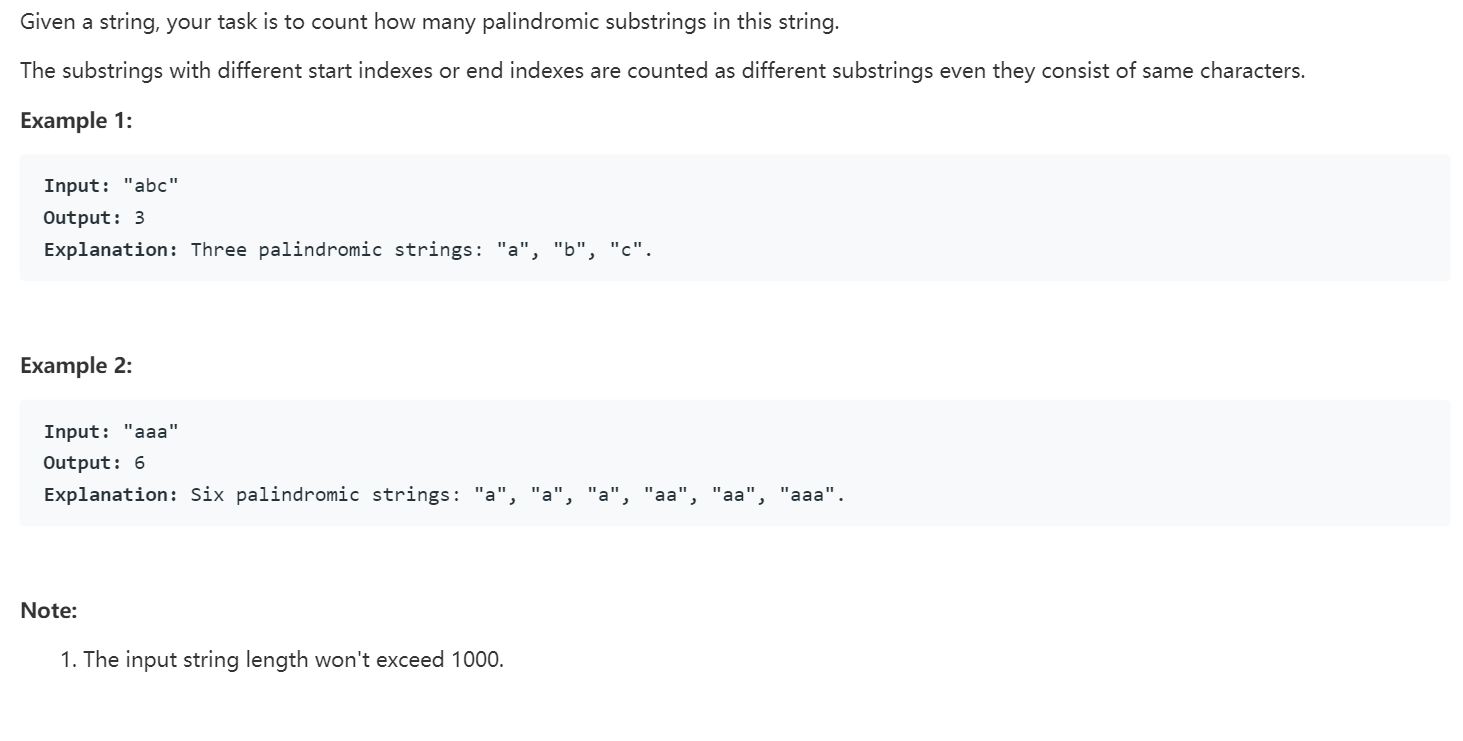 Given a string, your task is to count how many palindromic substrings in this string.
The substrings with different start indexes or end indexes are counted as different substrings even they consist of same characters.
Example 1:
Input: "abc"
Output: 3
Explanation: Three palindromic strings: "a", "b", "c".
Example 2:
Input: "aaa"
Output: 6
Explanation: Six palindromic strings: "a", "a", "a", "aa", "aa", "aaa".
Note:
1. The input string length won't exceed 1000.